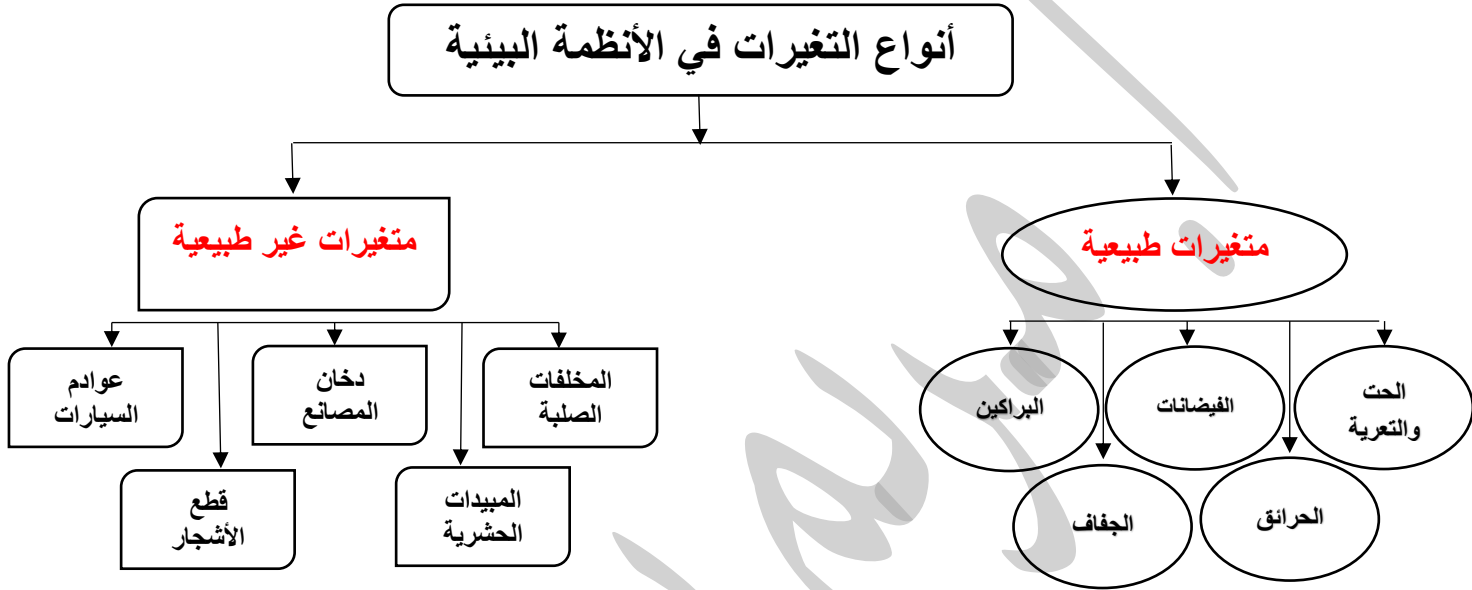 أنواع التغيرات في الأنظمة البيئية
متغيرات طبيعية
متغيرات غير طبيعية
الحت
والتعرية
الفيضانات
البراكين
الحرائق
الجفاف
المخلفات
الصلبة
دخان
المصانع
عوادم
السيارات
المبيدات
الحشرية
قطع
الأشجار